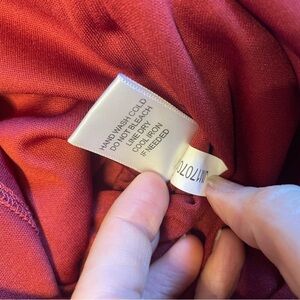 HAND WASH COLD
DO NOT BLEACH
LINE DRY
COOL IRON
IF NEEDED